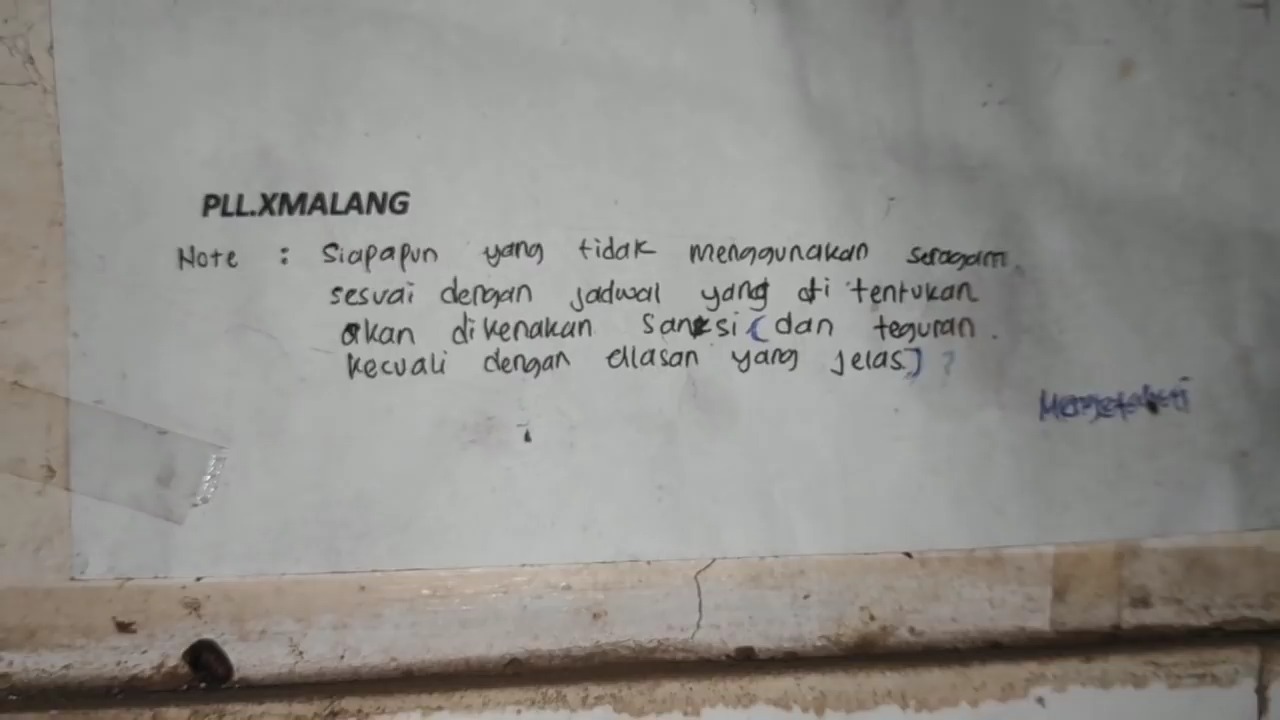 PLL.XMALANG
Note : Siapapun yang tidak menggunakan seragam.
sesuai dengan jadwal yang di tentukan
akan dikenakan Sanksi ( dan teguran.
kecuali dengan allasan yang jelas ] ?